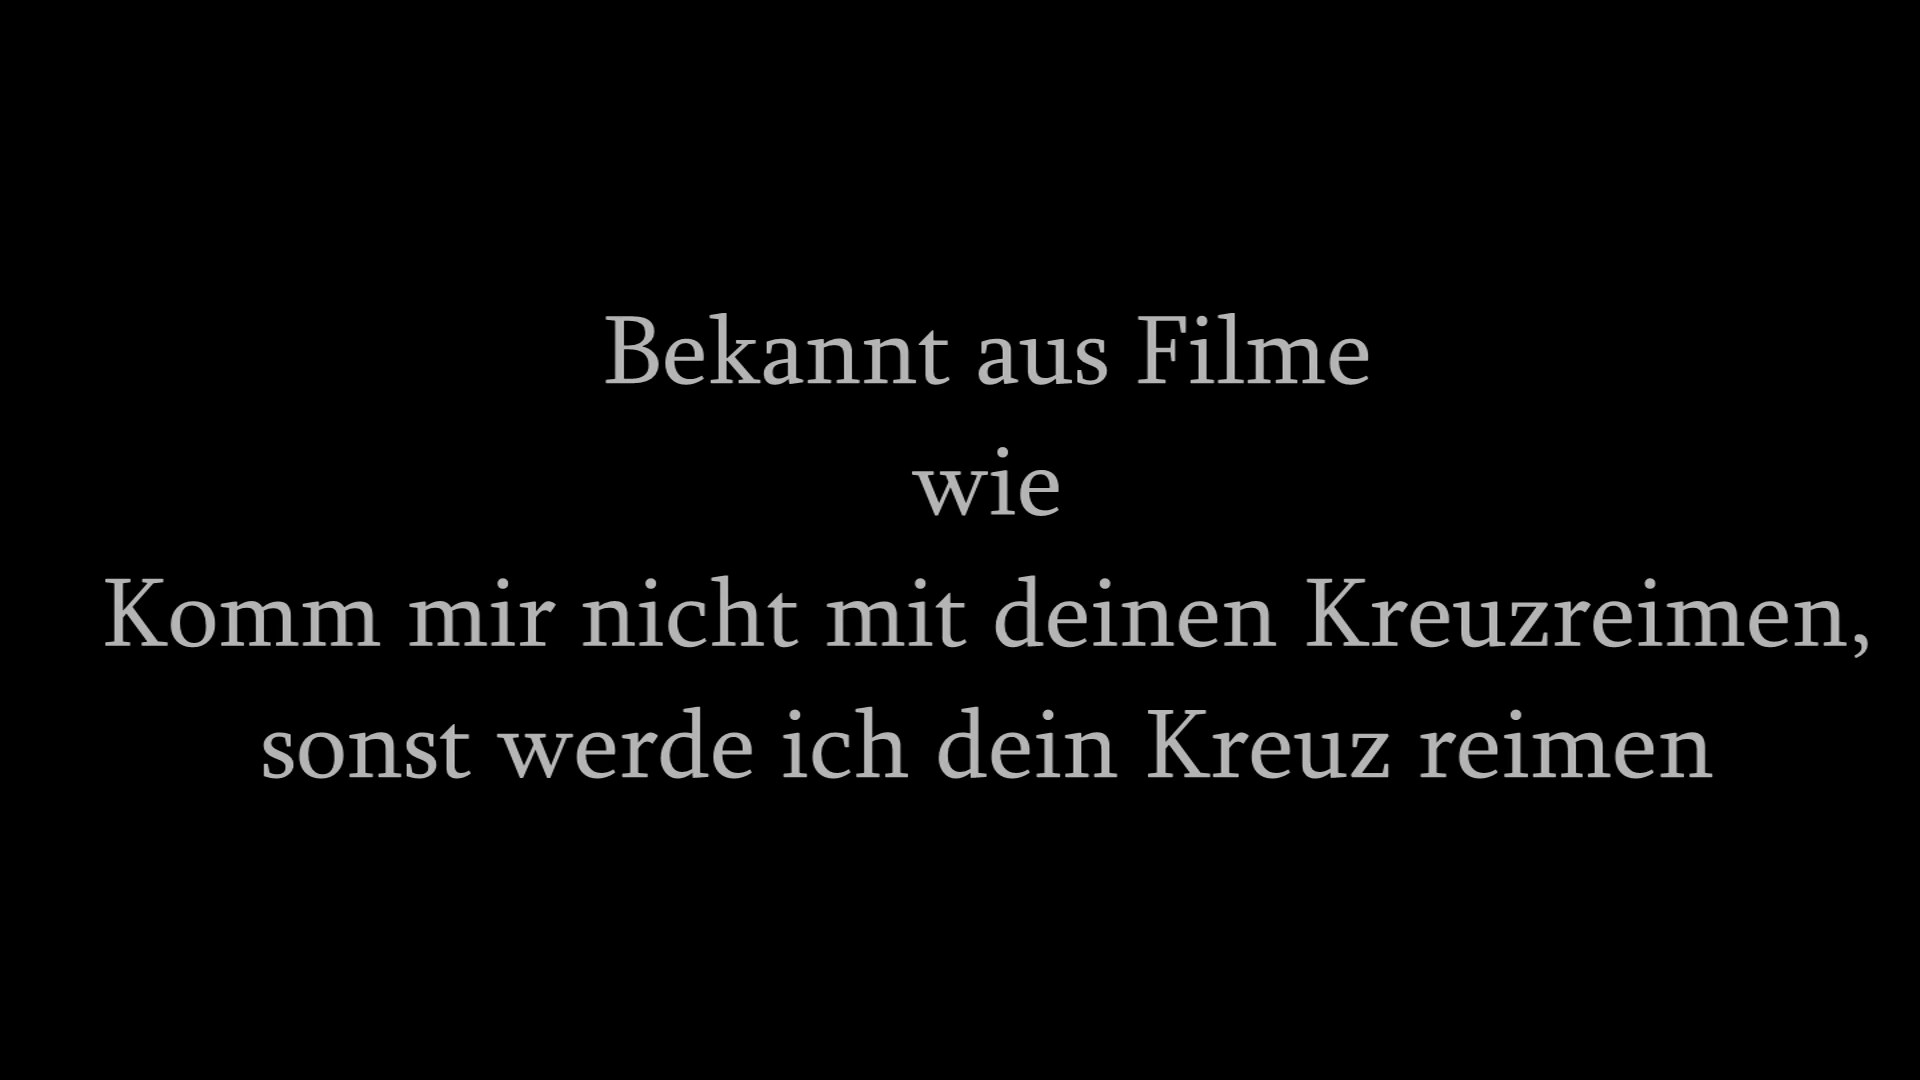 Bekannt aus Filme
wie
Komm mir nicht mit deinen Kreuzreimen,
sonst werde ich dein Kreuz reimen